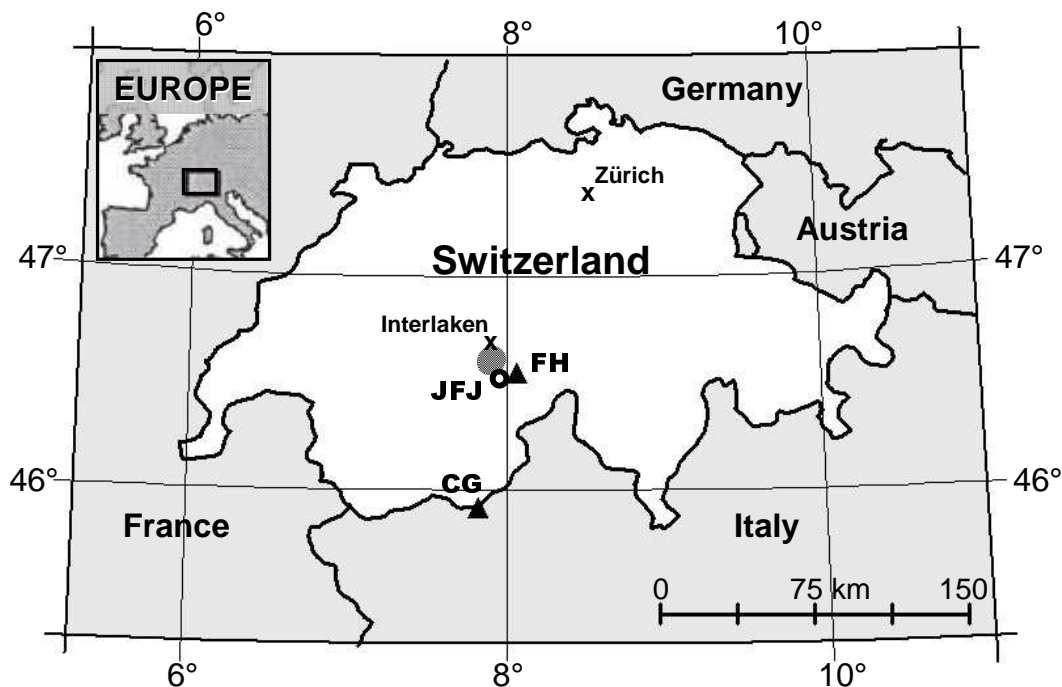 6° 8° 10°
EUROPE
Germany
Zürich
Austria
47° Switzerland 47°
Interlaken
FH
JFJ
46° CG 46°
France Italy
0 75 km 150
6° 8° 10°